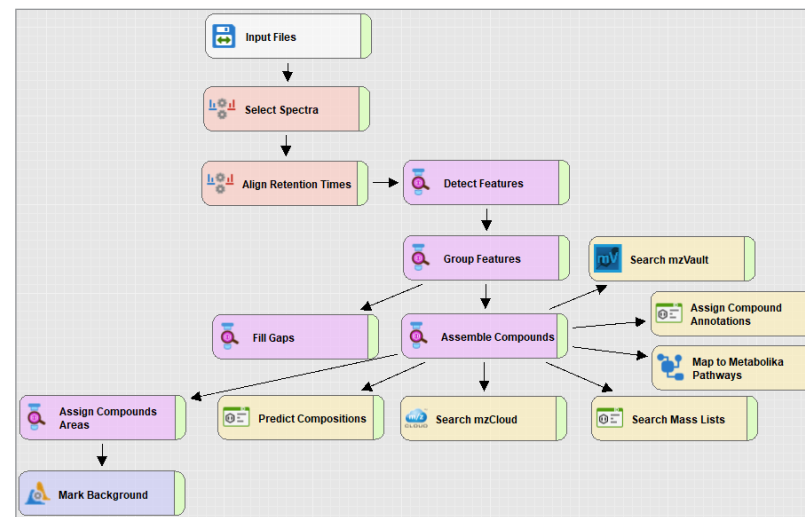 Input Files
Select Spectra
Align Retention Times
Detect Features
Group Features
Search mzVault
Assign Compound
Annotations
Fill Gaps
Assemble Compounds
Map to Metabolika
Pathways
Assign Compounds
Areas
Predict Compositions
Search mzCloud
Search Mass Lists
Mark Background